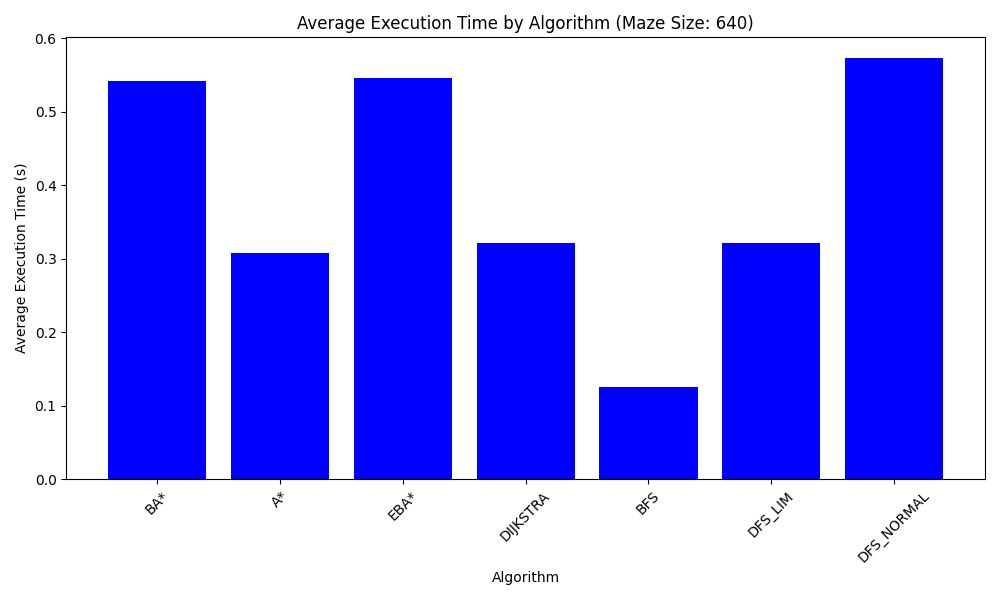 Average Execution Time by Algorithm (Maze Size: 640)
Average Execution Time (s)
0.6
0.5
0.4
0.3
0.2
0.1
0.0
BA*
A*
EBA*
DIJKSTRA
BFS
DFS_LIM
DFS_NORMAL
Algorithm